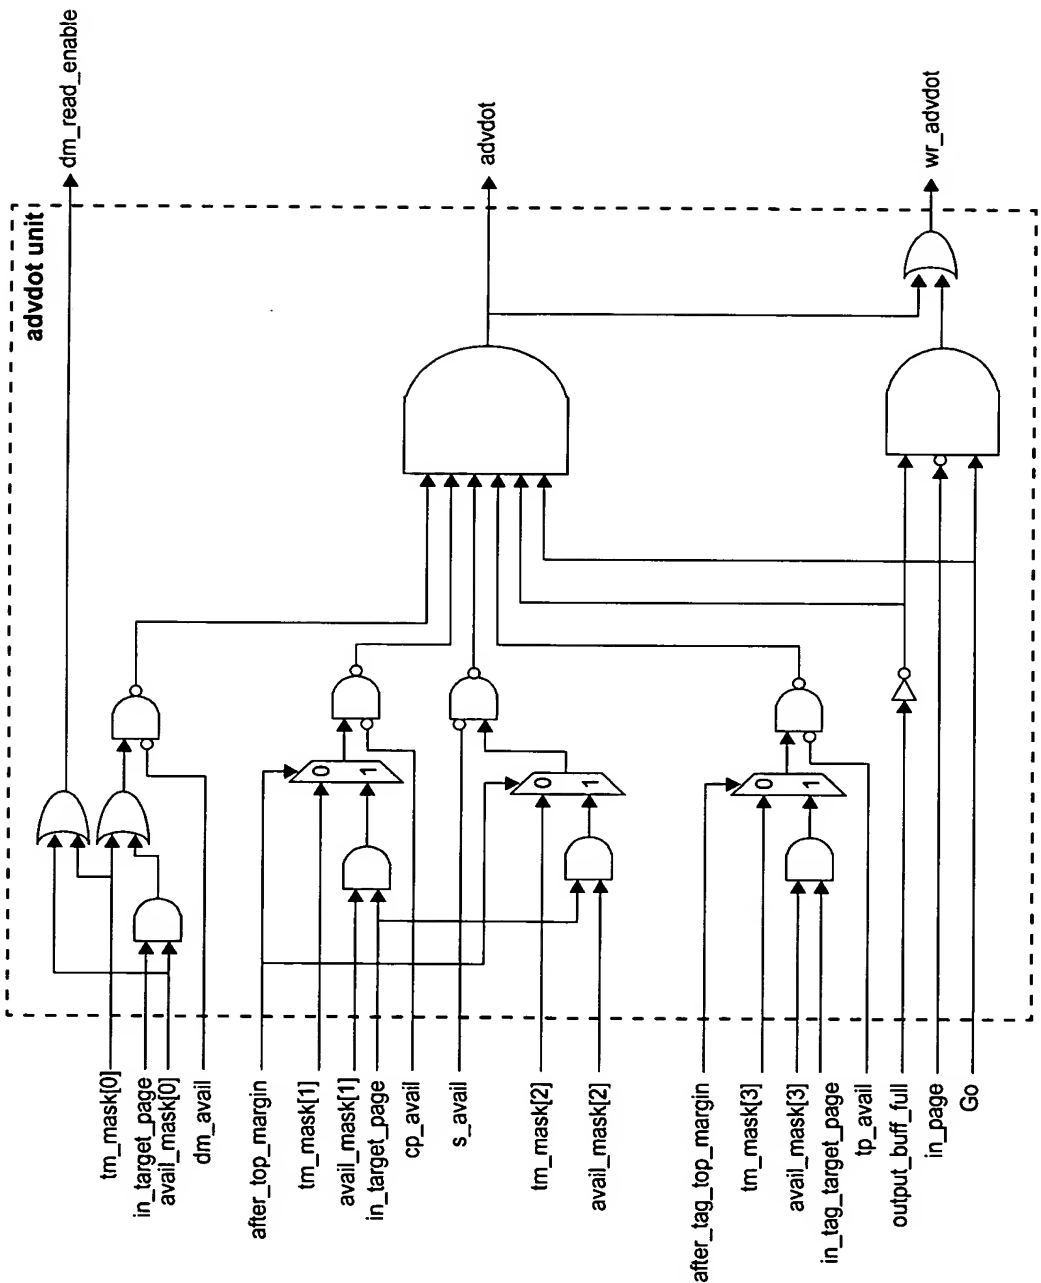 dm_read_enable
advdot
wr_advdot
advdot unit
0
1
0
1
0
1
tm_mask[0]
in_target_page
avail_mask[0]
dm_avail
after_top_margin
tm_mask[1]
avail_mask[1]
in_target_page
cp_avail
s_avail
tm_mask[2]
avail_mask[2]
after_tag_top_margin
tm_mask[3]
avail_mask[3]
in_tag_target_page
tp_avail
output_buff_full
in_page
Go